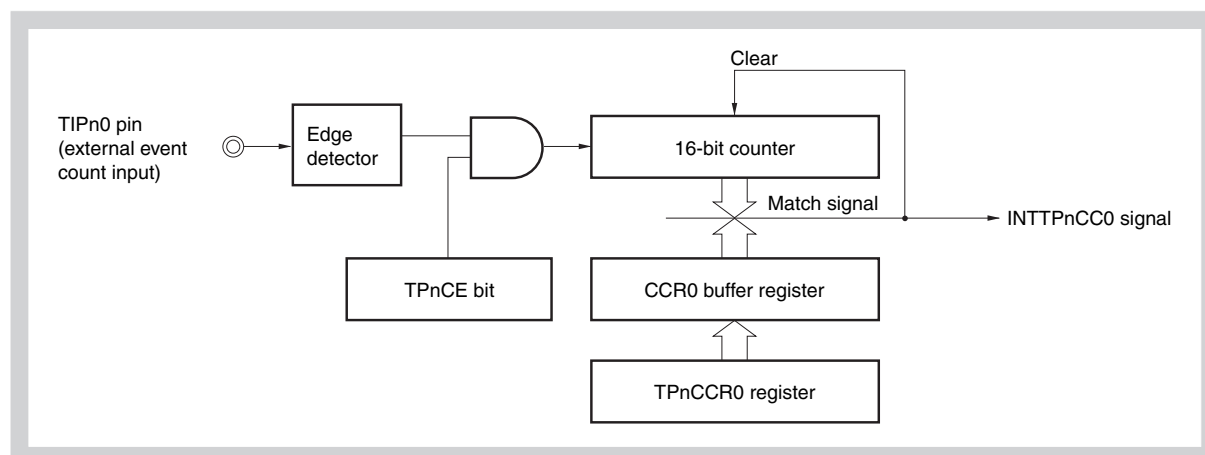 Clear
TIPn0 pin
(external event
count input)
Edge
detector
16-bit counter
Match signal
INTTPnCC0 signal
TPnCE bit
CCR0 buffer register
TPnCCR0 register